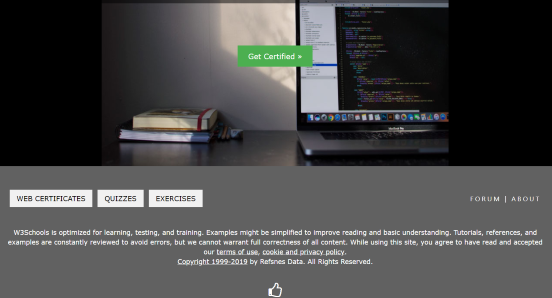 Get Certified »
WEB CERTIFICATES QUIZZES EXERCISES FORUM | ABOUT
W3Schools is optimized for learning, testing, and training. Examples might be simplified to improve reading and basic understanding. Tutorials, references, and
examples are constantly reviewed to avoid errors, but we cannot warrant full correctness of all content. While using this site, you agree to have read and accepted
our terms of use, cookie and privacy policy.
Copyright 1999-2019 by Refsnes Data. All Rights Reserved.